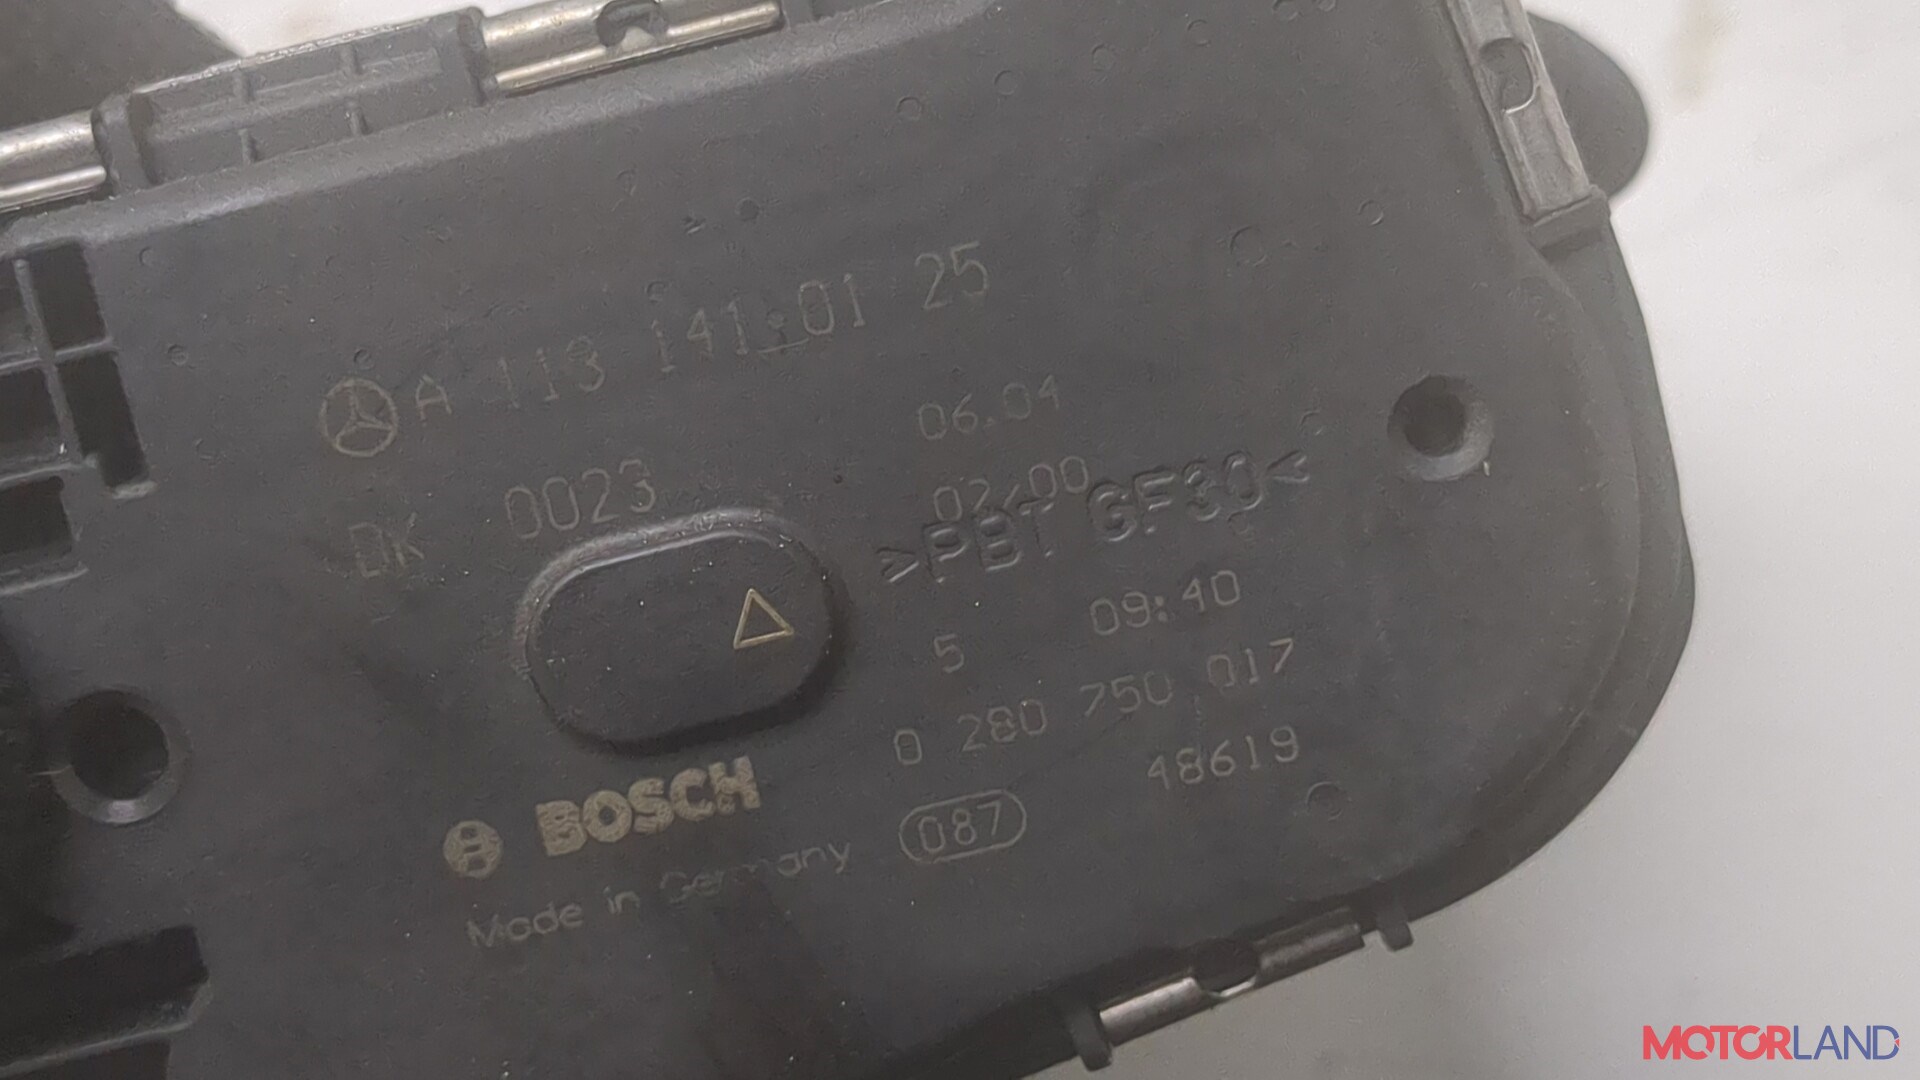 A 113 141 01 25
06.04
DK 0023
02.00
>PBT GF30<
5 09:40
0 280 750 017
48619
BOSCH
087
Made in Germany
MOTORLAND